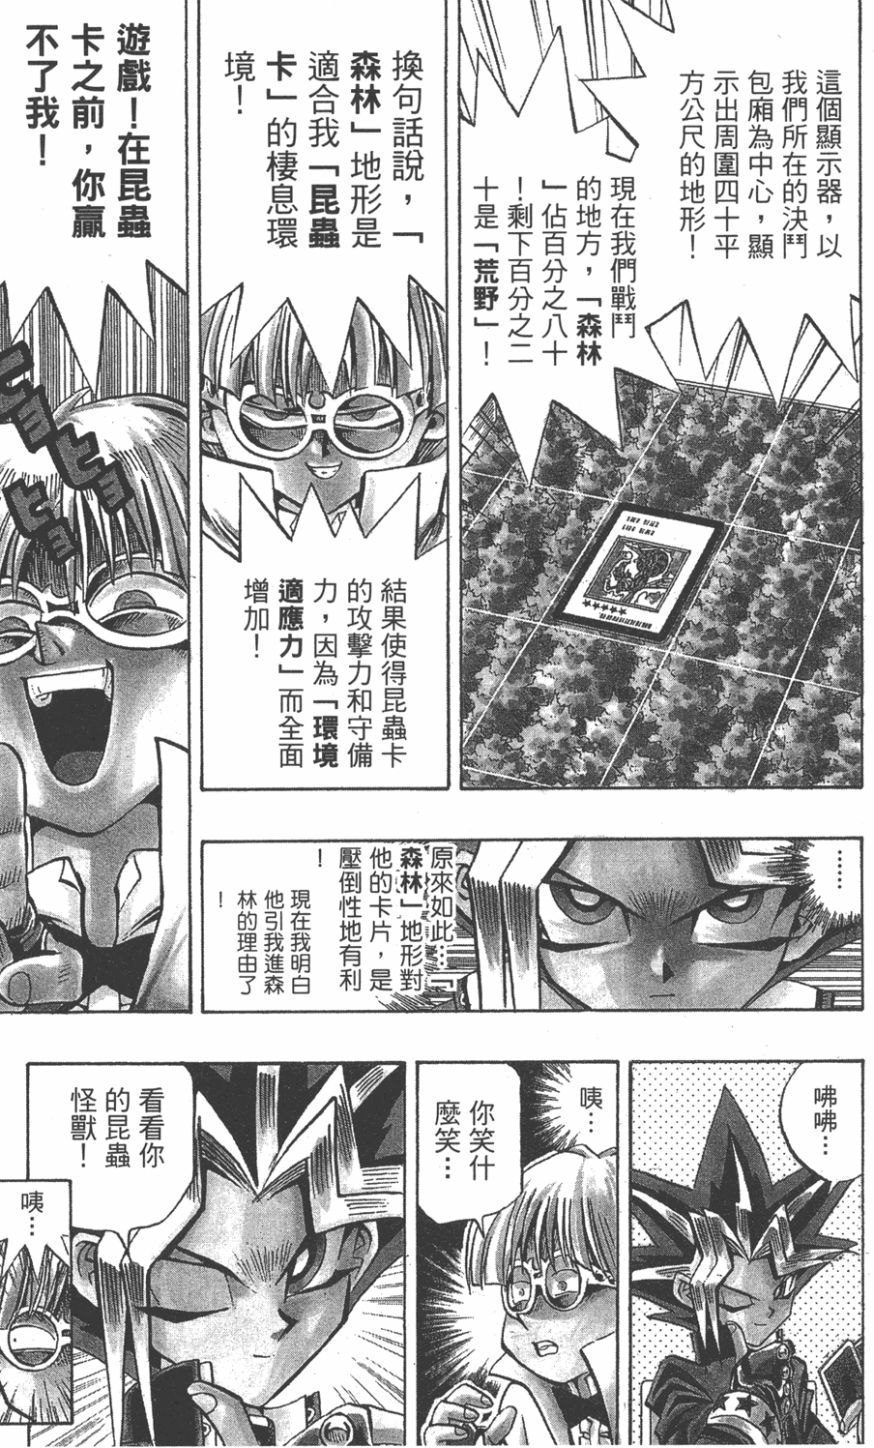 這個顯示器，以
包廂為中心，顯
我們所在的決鬥
示出周圍四十平
方公尺的地形！
現在我們戰鬥
的地方，「森林
」佔百分之八十
！剩下百分之二
十是「荒野」！
換句話說，「
森林」地形是
適合我「昆蟲
卡」的棲息環
境！
結果使得昆蟲卡
的攻擊力和守備
力，因為「環境
適應力」而全面
增加！
遊戲！在昆蟲
卡之前，你贏
不了我！
ヒョ
ヒョ
ヒョ
……
原來如此…「
森林」地形對
他的卡片，是
壓倒性地有利
！
現在我明白
他引我進森
林的理由了
！
咈咈…
咦…
你笑什
麼笑…
看看你
的昆蟲
怪獸！
咦…